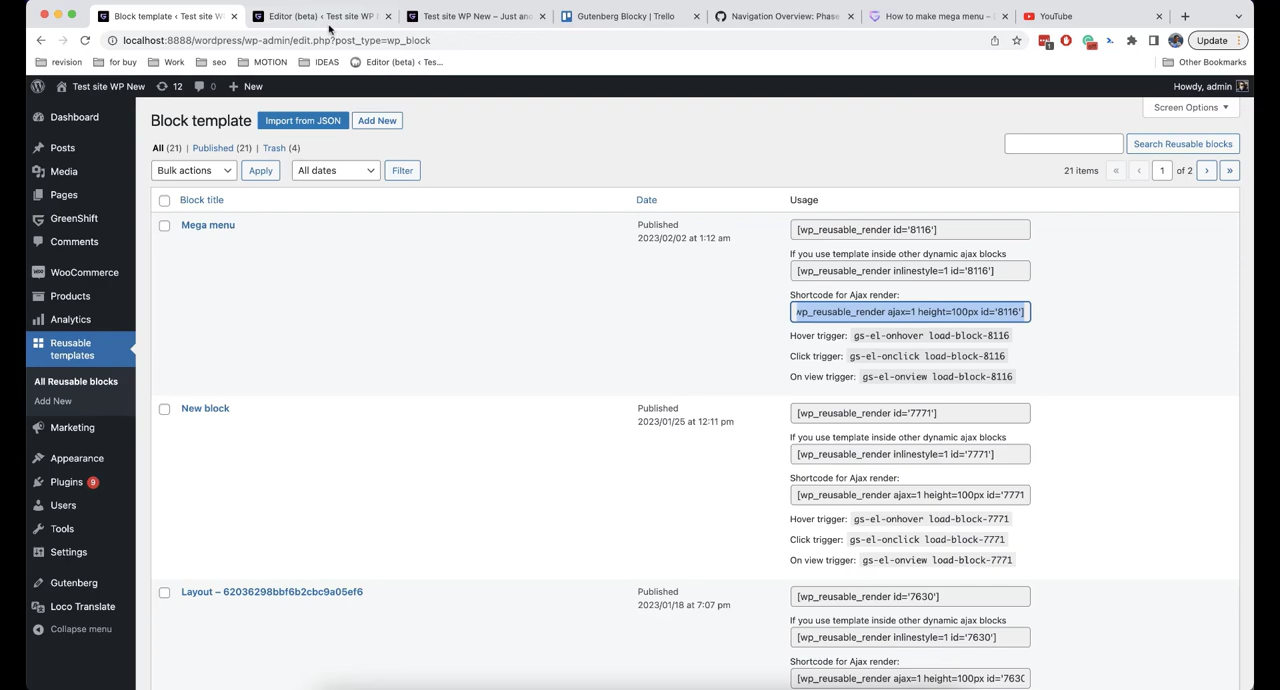 Block template ‹ Test site W
Editor (beta) ‹ Test site WP
Test site WP New – Just ano
Gutenberg Blocky | Trello
Navigation Overview: Phase
How to make mega menu –
YouTube
localhost:8888/wordpress/wp-admin/edit.php?post_type=wp_block
Update
revision
for buy
Work
seo
MOTION
IDEAS
Editor (beta) ‹ Tes...
Other Bookmarks
Test site WP New
12
0
New
Howdy, admin
Dashboard
Posts
Media
Pages
GreenShift
Comments
WooCommerce
Products
Analytics
Reusable
templates
All Reusable blocks
Add New
Marketing
Appearance
Plugins 9
Users
Tools
Settings
Gutenberg
Loco Translate
Collapse menu
Screen Options
Block template
Import from JSON
Add New
All (21) | Published (21) | Trash (4)
Search Reusable blocks
Bulk actions
Apply
All dates
Filter
21 items « ‹ 1 of 2 › »
Block title
Date
Usage
Mega menu
Published
2023/02/02 at 1:12 am
[wp_reusable_render id='8116']
If you use template inside other dynamic ajax blocks
[wp_reusable_render inlinestyle=1 id='8116']
Shortcode for Ajax render:
wp_reusable_render ajax=1 height=100px id='8116']
Hover trigger: gs-el-onhover load-block-8116
Click trigger: gs-el-onclick load-block-8116
On view trigger: gs-el-onview load-block-8116
New block
Published
2023/01/25 at 12:11 pm
[wp_reusable_render id='7771']
If you use template inside other dynamic ajax blocks
[wp_reusable_render inlinestyle=1 id='7771']
Shortcode for Ajax render:
[wp_reusable_render ajax=1 height=100px id='7771
Hover trigger: gs-el-onhover load-block-7771
Click trigger: gs-el-onclick load-block-7771
On view trigger: gs-el-onview load-block-7771
Layout – 62036298bbf6b2cbc9a05ef6
Published
2023/01/18 at 7:07 pm
[wp_reusable_render id='7630']
If you use template inside other dynamic ajax blocks
[wp_reusable_render inlinestyle=1 id='7630']
Shortcode for Ajax render:
[wp_reusable_render ajax=1 height=100px id='7630